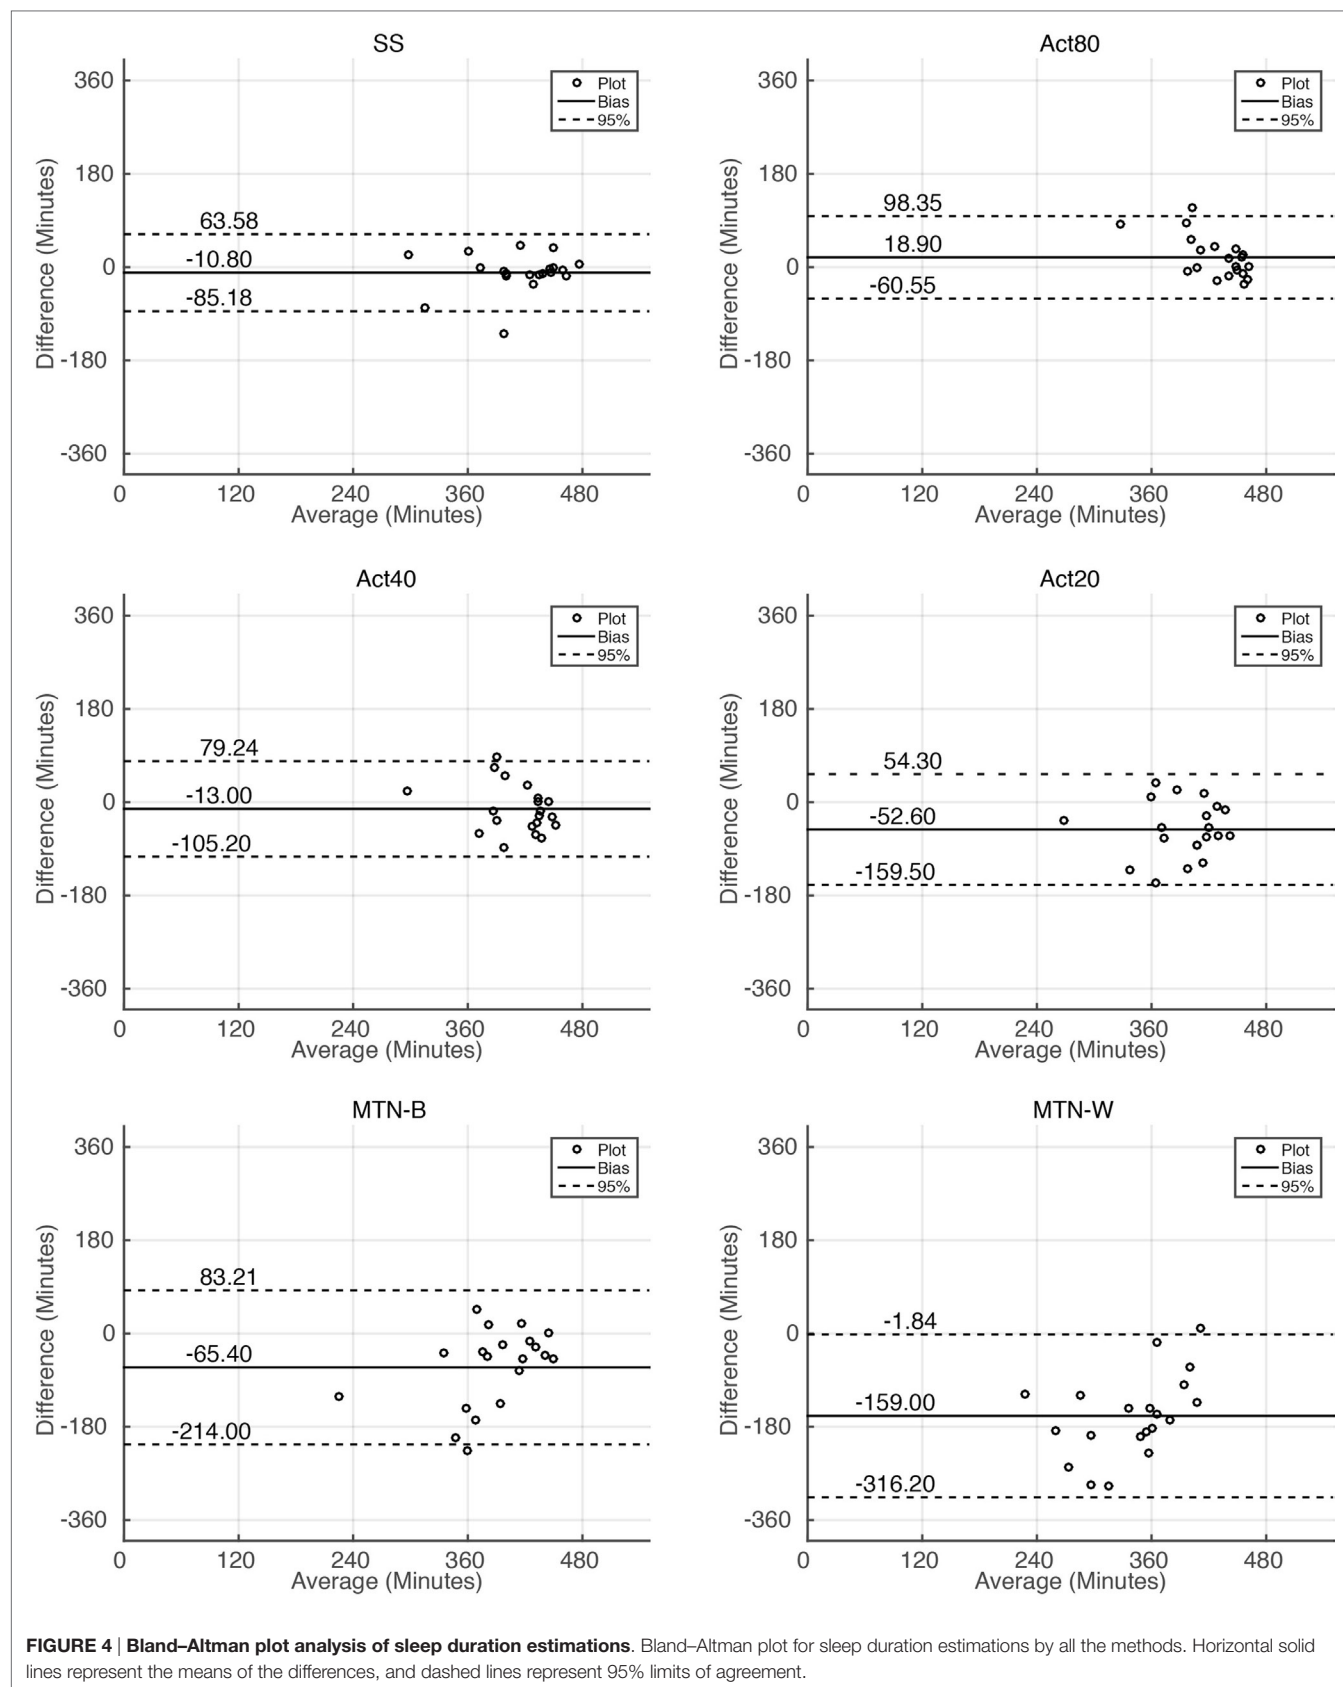 SS
360
180
0
-180
-360
Difference (Minutes)
63.58
-10.80
-85.18
Plot
Bias
95%
0 120 240 360 480
Average (Minutes)
Act80
360
180
0
-180
-360
Difference (Minutes)
98.35
18.90
-60.55
Plot
Bias
95%
0 120 240 360 480
Average (Minutes)
Act40
360
180
0
-180
-360
Difference (Minutes)
79.24
-13.00
-105.20
Plot
Bias
95%
0 120 240 360 480
Average (Minutes)
Act20
360
180
0
-180
-360
Difference (Minutes)
54.30
-52.60
-159.50
Plot
Bias
95%
0 120 240 360 480
Average (Minutes)
MTN-B
360
180
0
-180
-360
Difference (Minutes)
83.21
-65.40
-214.00
Plot
Bias
95%
0 120 240 360 480
Average (Minutes)
MTN-W
360
180
0
-180
-360
Difference (Minutes)
-1.84
-159.00
-316.20
Plot
Bias
95%
0 120 240 360 480
Average (Minutes)
FIGURE 4 | Bland–Altman plot analysis of sleep duration estimations. Bland–Altman plot for sleep duration estimations by all the methods. Horizontal solid
lines represent the means of the differences, and dashed lines represent 95% limits of agreement.